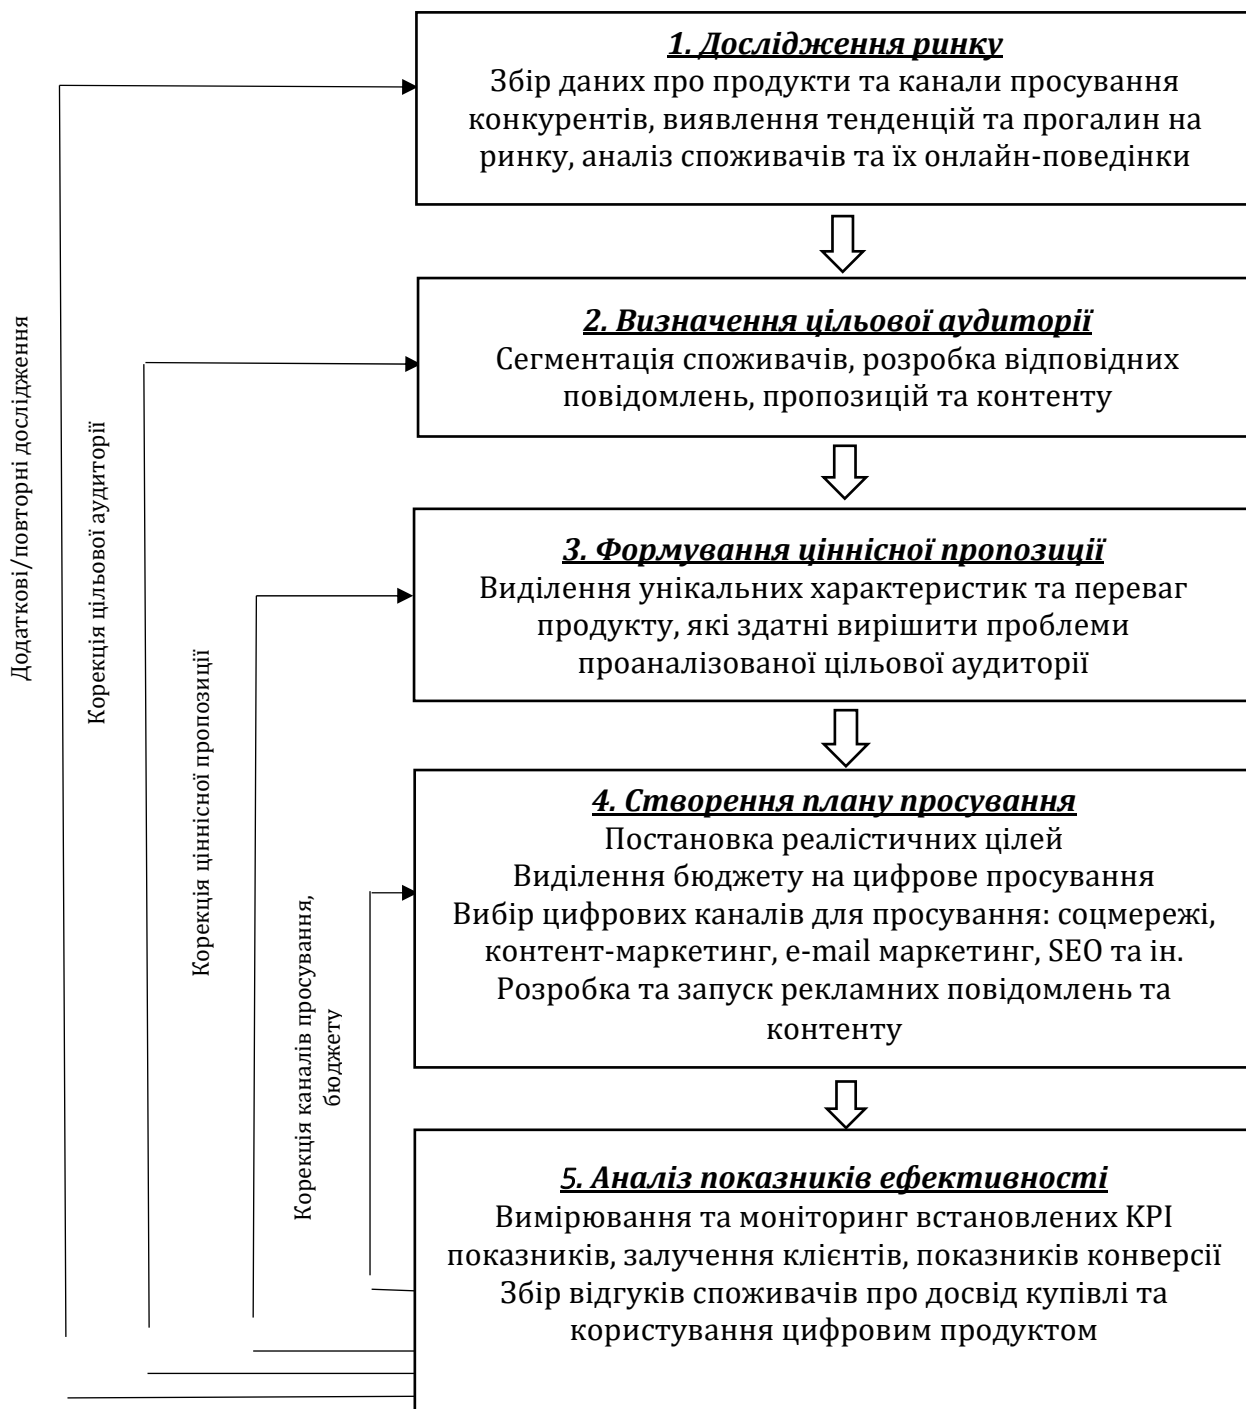 1. Дослідження ринку
Збір даних про продукти та канали просування
конкурентів, виявлення тенденцій та прогалин на
ринку, аналіз споживачів та їх онлайн-поведінки
2. Визначення цільової аудиторії
Сегментація споживачів, розробка відповідних
повідомлень, пропозицій та контенту
3. Формування ціннісної пропозиції
Виділення унікальних характеристик та переваг
продукту, які здатні вирішити проблеми
проаналізованої цільової аудиторії
4. Створення плану просування
Постановка реалістичних цілей
Виділення бюджету на цифрове просування
Вибір цифрових каналів для просування: соцмережі,
контент-маркетинг, e-mail маркетинг, SEO та ін.
Розробка та запуск рекламних повідомлень та
контенту
5. Аналіз показників ефективності
Вимірювання та моніторинг встановлених KPI
показників, залучення клієнтів, показників конверсії
Збір відгуків споживачів про досвід купівлі та
користування цифровим продуктом
Додаткові/повторні дослідження
Корекція цільової аудиторії
Корекція ціннісної пропозиції
Корекція каналів просування,
бюджету